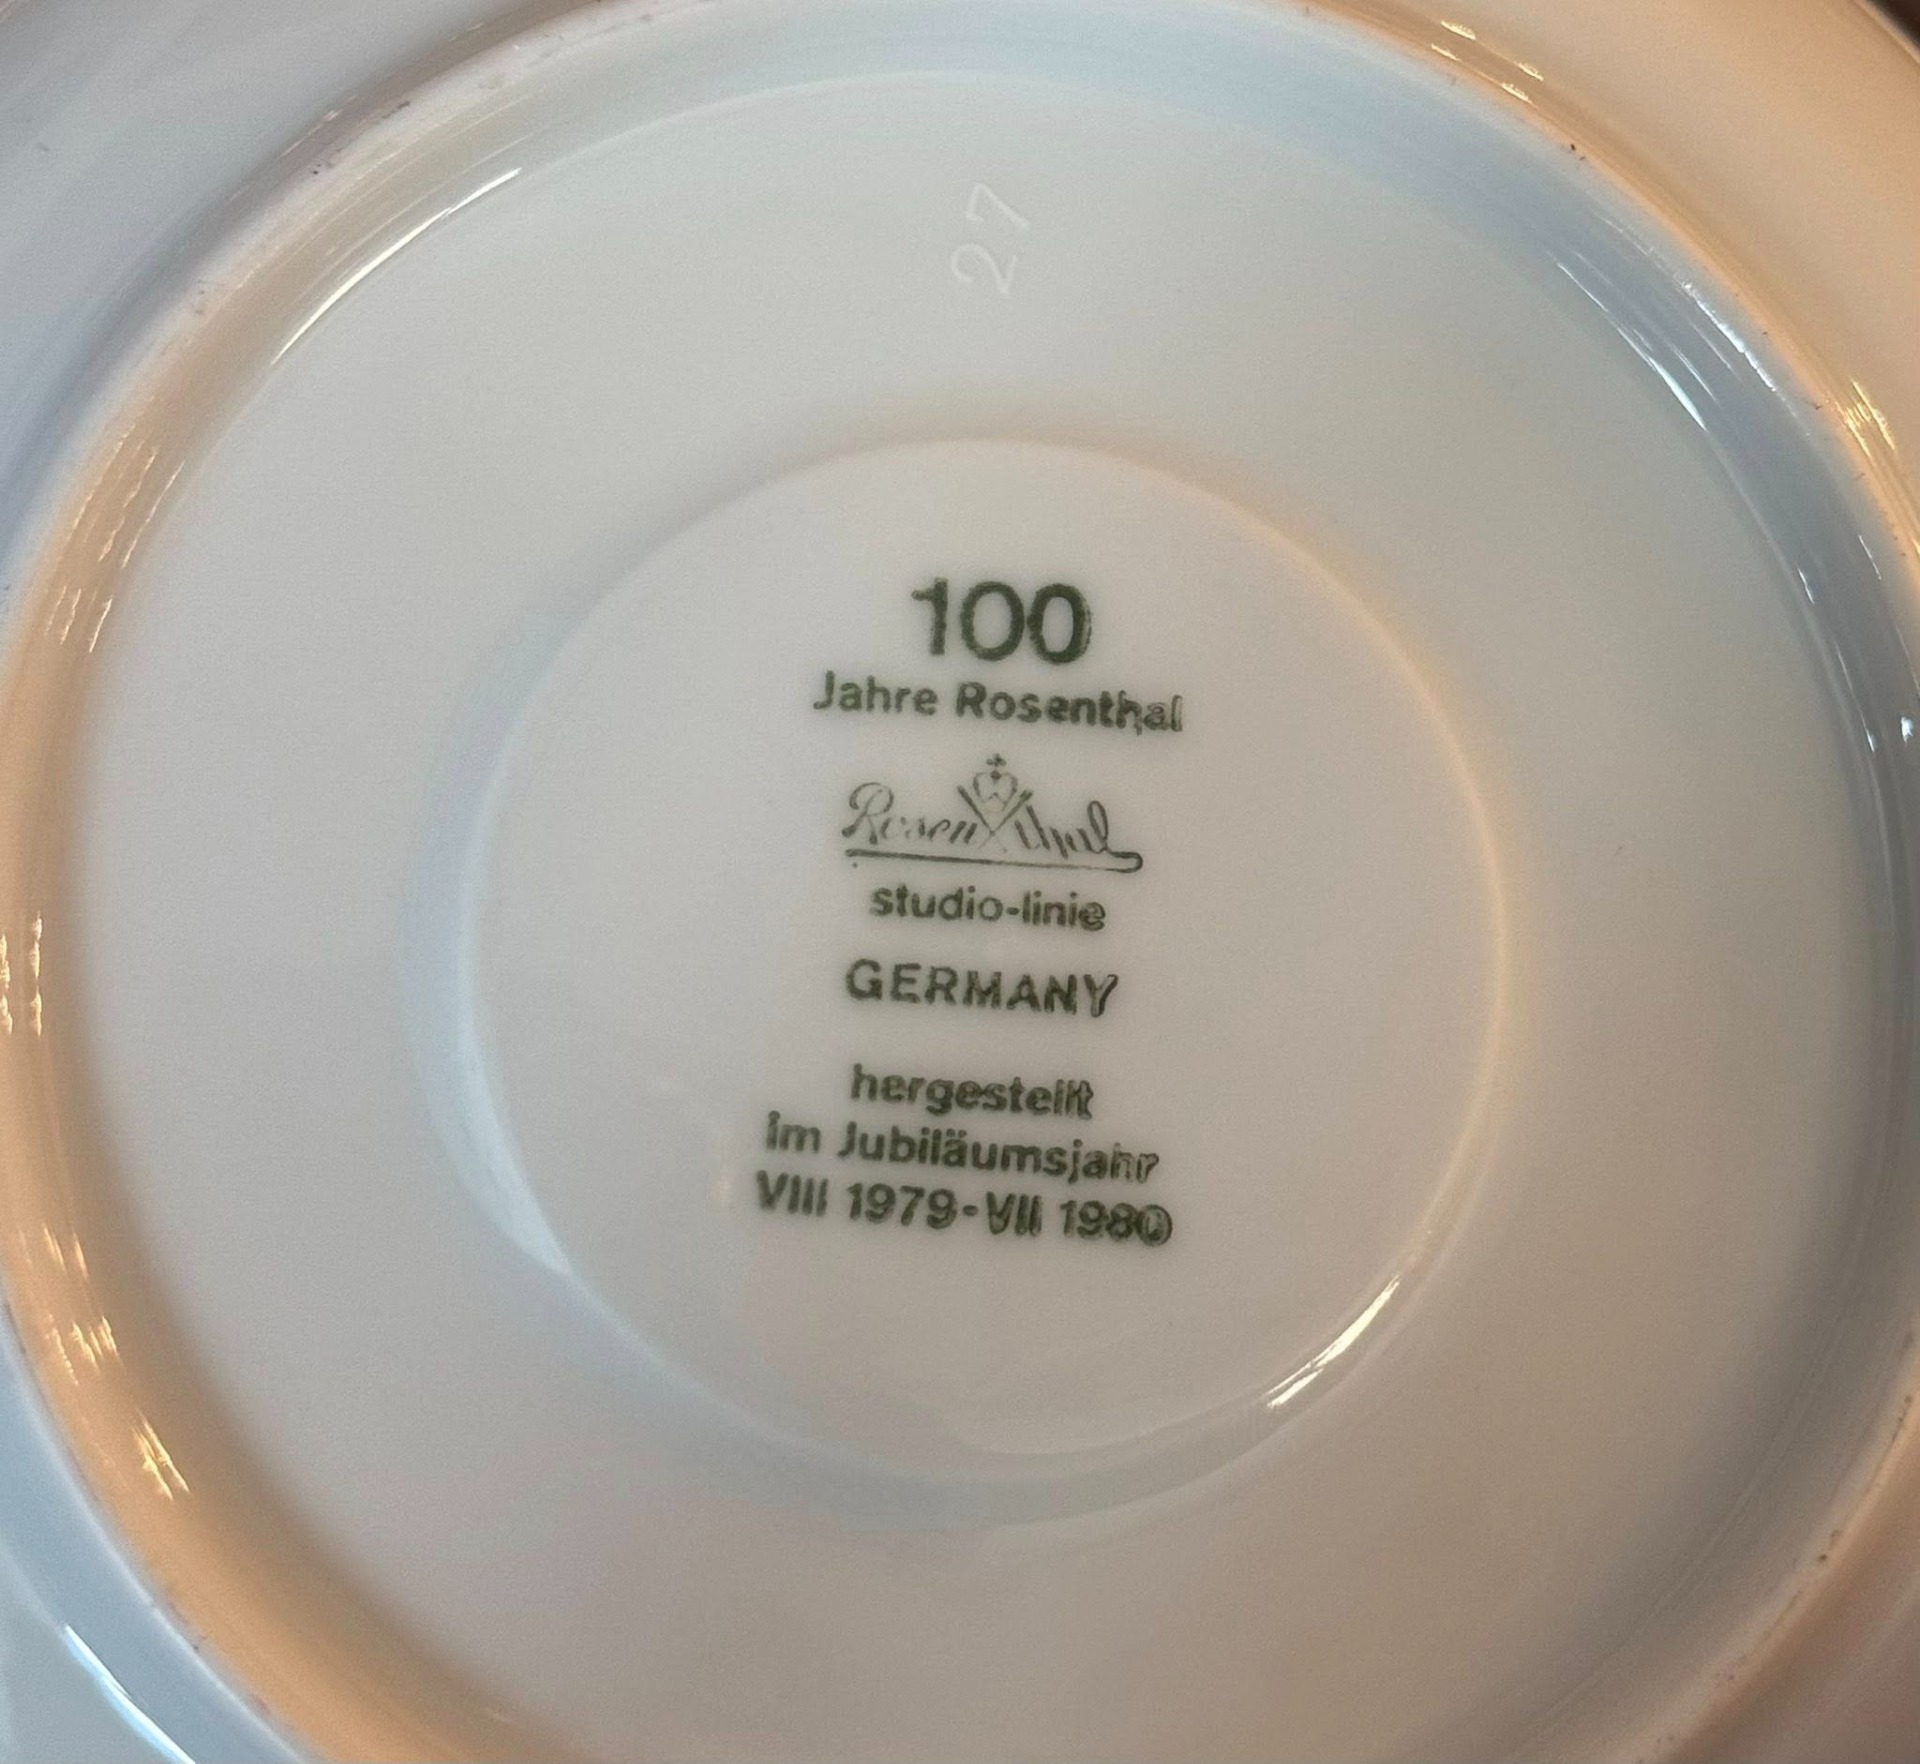 27
100
Jahre Rosenthal
Rosenthal
studio-linie
GERMANY
hergestellt
im Jubiläumsjahr
VIII 1979-VII 1980